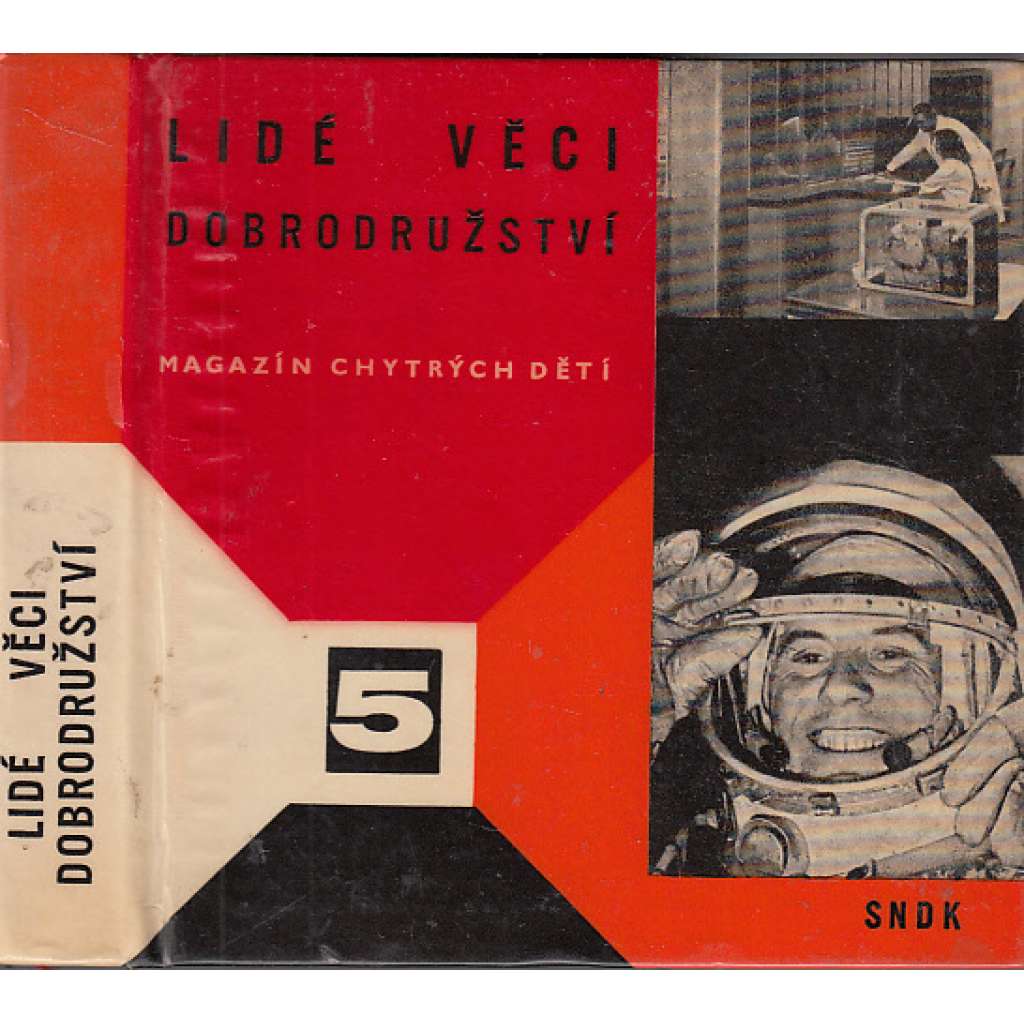 LIDÉ VĚCI
DOBRODRUŽSTVÍ
MAGAZÍN CHYTRÝCH DĚTÍ
5
SNDK
LIDÉ VĚCI
DOBRODRUŽSTVÍ